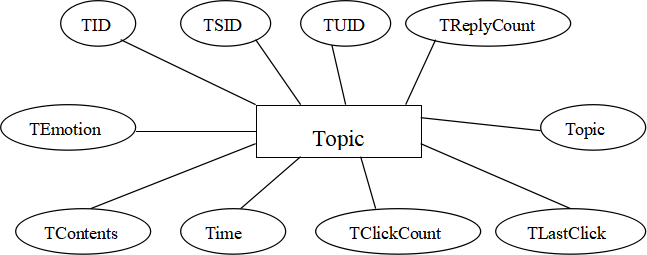 TID
TSID
TUID
TReplyCount
TEmotion
Topic
Topic
TContents
Time
TClickCount
TLastClick